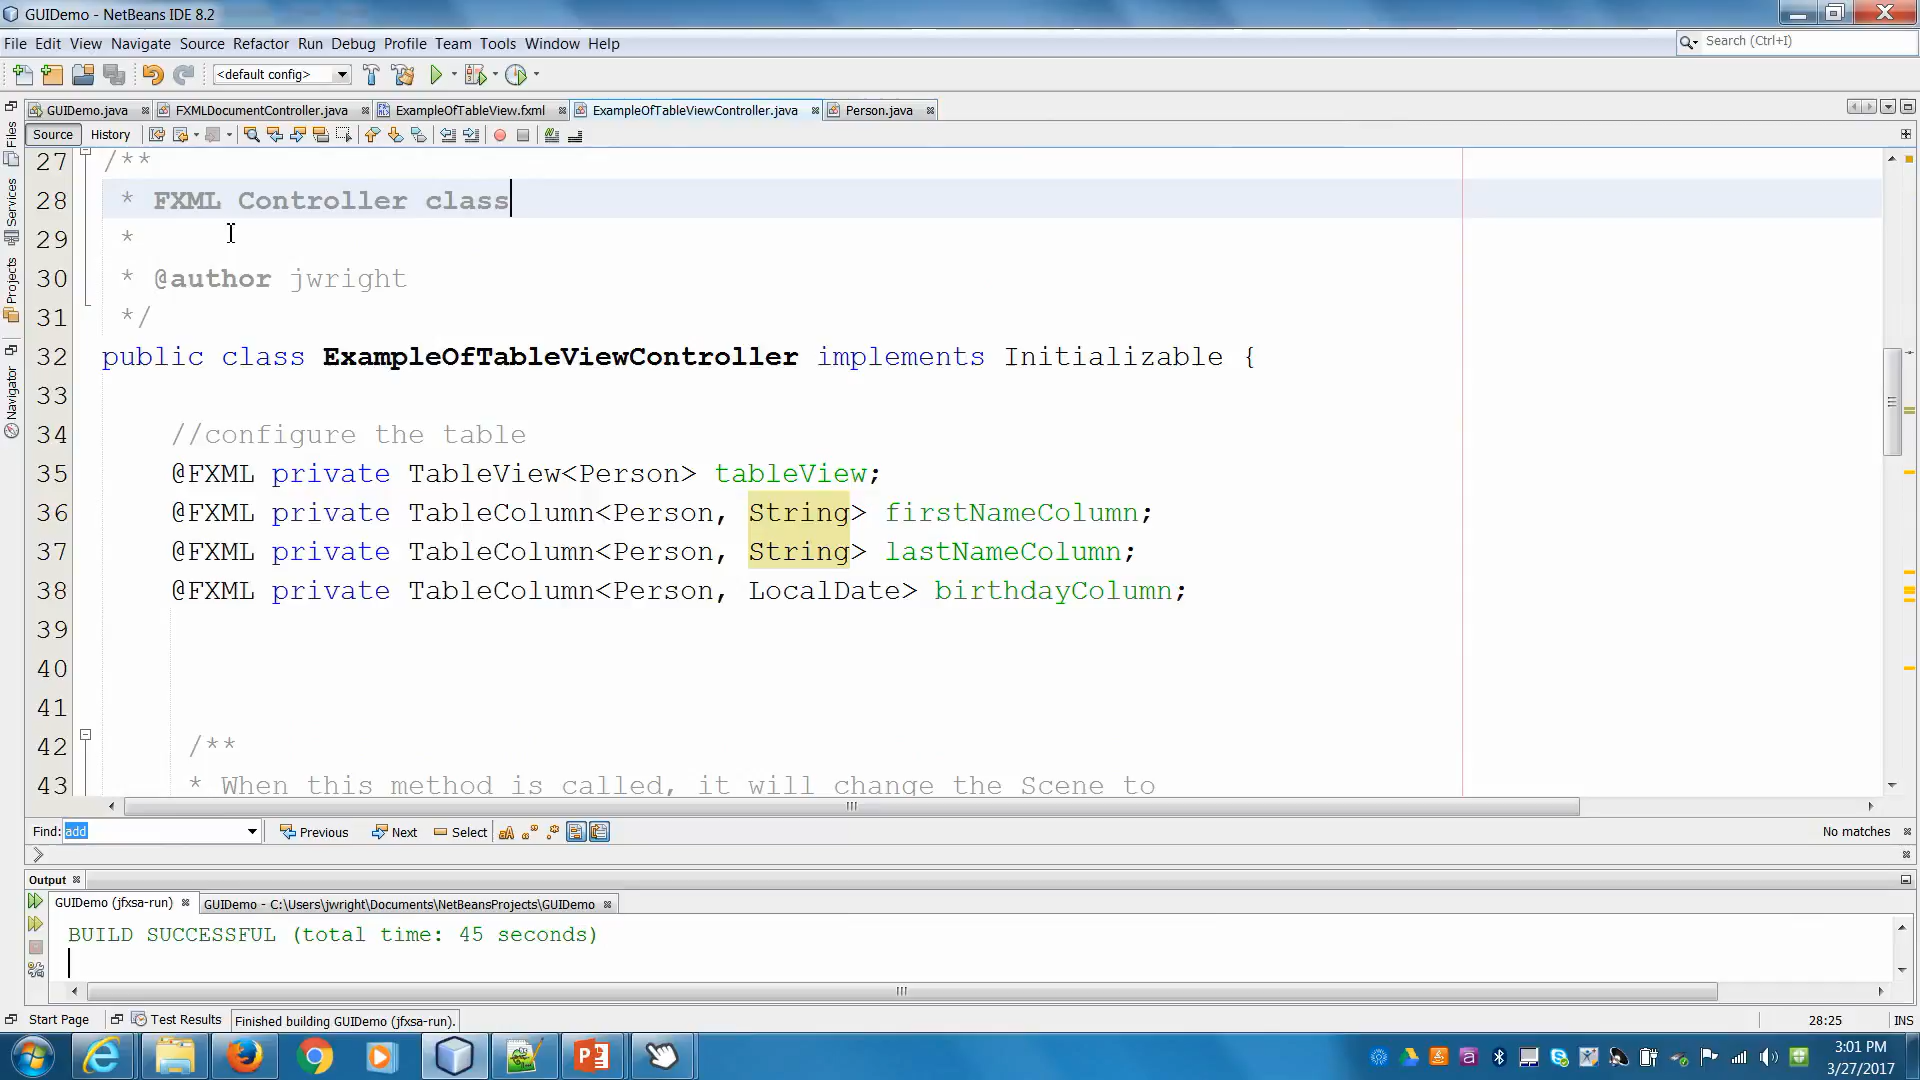 GUIDemo - NetBeans IDE 8.2
File Edit View Navigate Source Refactor Run Debug Profile Team Tools Window Help
Search (Ctrl+I)
<default config>
GUIDemo.java FXMLDocumentController.java ExampleOfTableView.fxml ExampleOfTableViewController.java Person.java
Source History
Files
Services
Projects
Navigator
27 /**
28 * FXML Controller class
29 *
30 * @author jwright
31 */
32 public class ExampleOfTableViewController implements Initializable {
33
34 //configure the table
35 @FXML private TableView<Person> tableView;
36 @FXML private TableColumn<Person, String> firstNameColumn;
37 @FXML private TableColumn<Person, String> lastNameColumn;
38 @FXML private TableColumn<Person, LocalDate> birthdayColumn;
39
40
41
42 /**
43 * When this method is called, it will change the Scene to
Find: add Previous Next Select No matches
Output
GUIDemo (jfxsa-run) GUIDemo - C:\Users\jwright\Documents\NetBeansProjects\GUIDemo
BUILD SUCCESSFUL (total time: 45 seconds)
Start Page Test Results Finished building GUIDemo (jfxsa-run). 28:25 INS
3:01 PM
3/27/2017